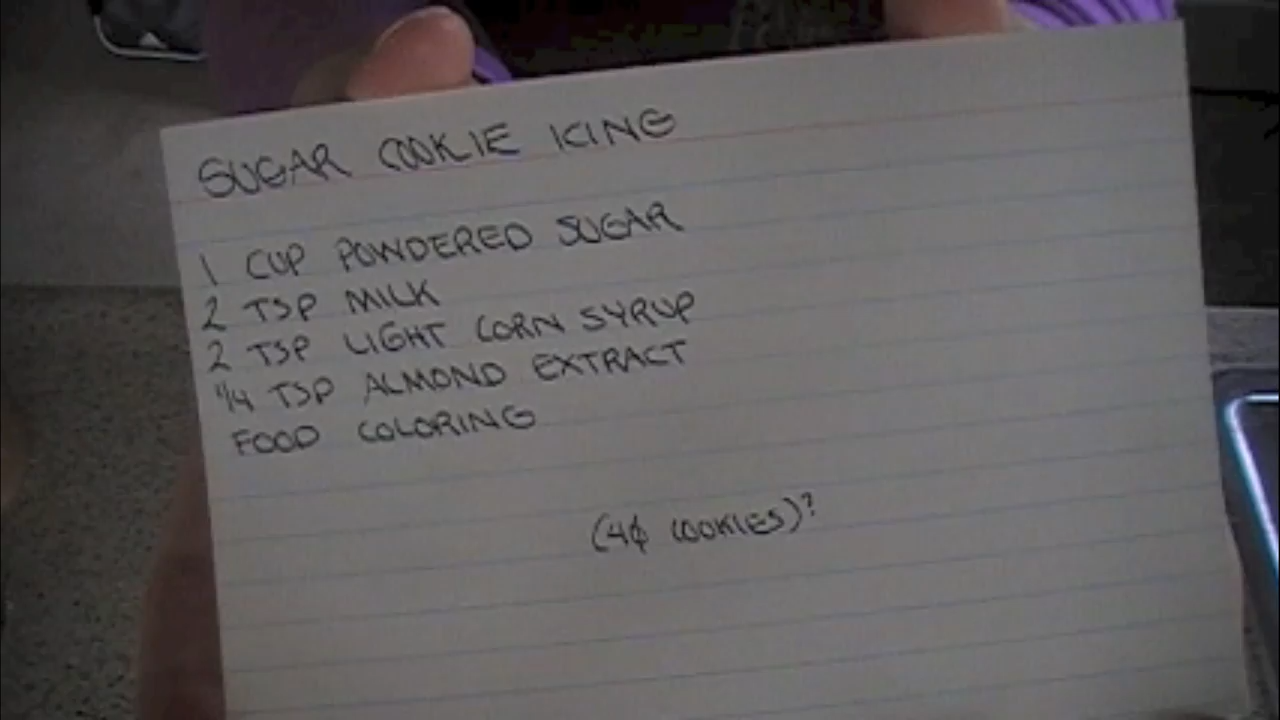 SUGAR COOKIE ICING
1 CUP POWDERED SUGAR
2 TSP MILK
2 TSP LIGHT CORN SYRUP
1/4 TSP ALMOND EXTRACT
FOOD COLORING
(4¢ COOKIES)?